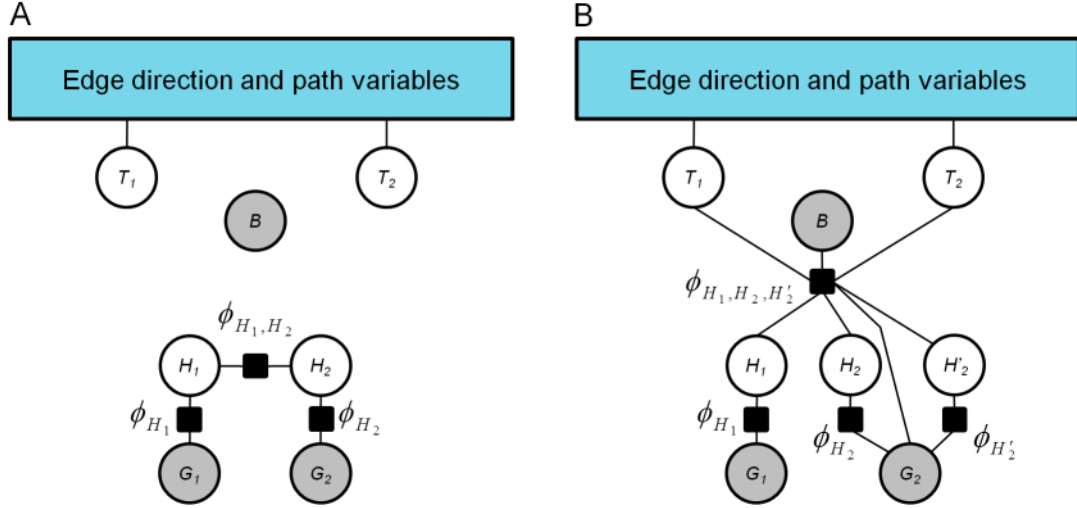 A
B
Edge direction and path variables
Edge direction and path variables
T1
T2
T1
T2
B
B
ϕH1,H2,H′2
ϕH1,H2
H1
H2
H1
H2
H'2
ϕH1
ϕH2
ϕH1
ϕH2
ϕH′2
G1
G2
G1
G2